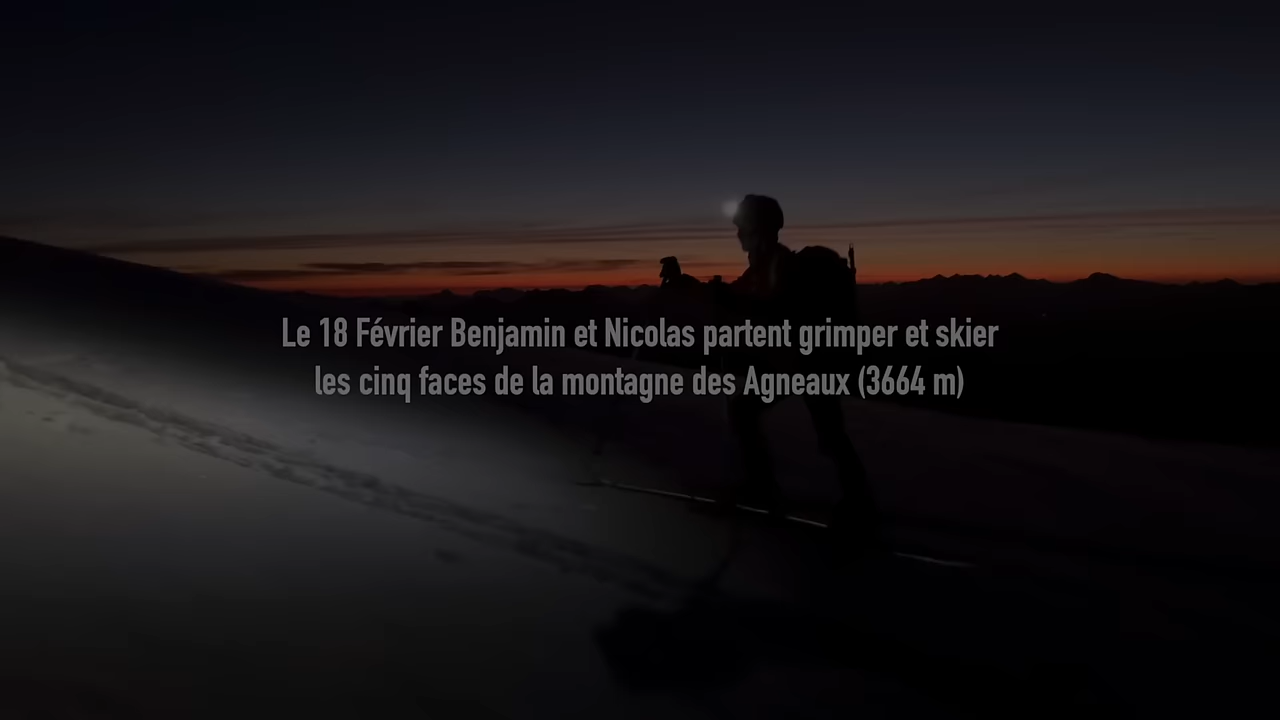 Le 18 Février Benjamin et Nicolas partent grimper et skier
les cinq faces de la montagne des Agneaux (3664 m)